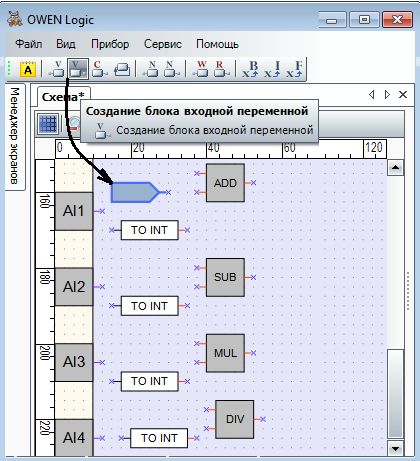 OWEN Logic
Файл Вид Прибор Сервис Помощь
A V V C N N B I F
X X X
Схема*
Создание блока входной переменной
V Создание блока входной переменной
Менеджер экранов
0 20 40 60 120
160
180
200
220
AI1
AI2
AI3
AI4
TO INT
TO INT
TO INT
TO INT
ADD
SUB
MUL
DIV